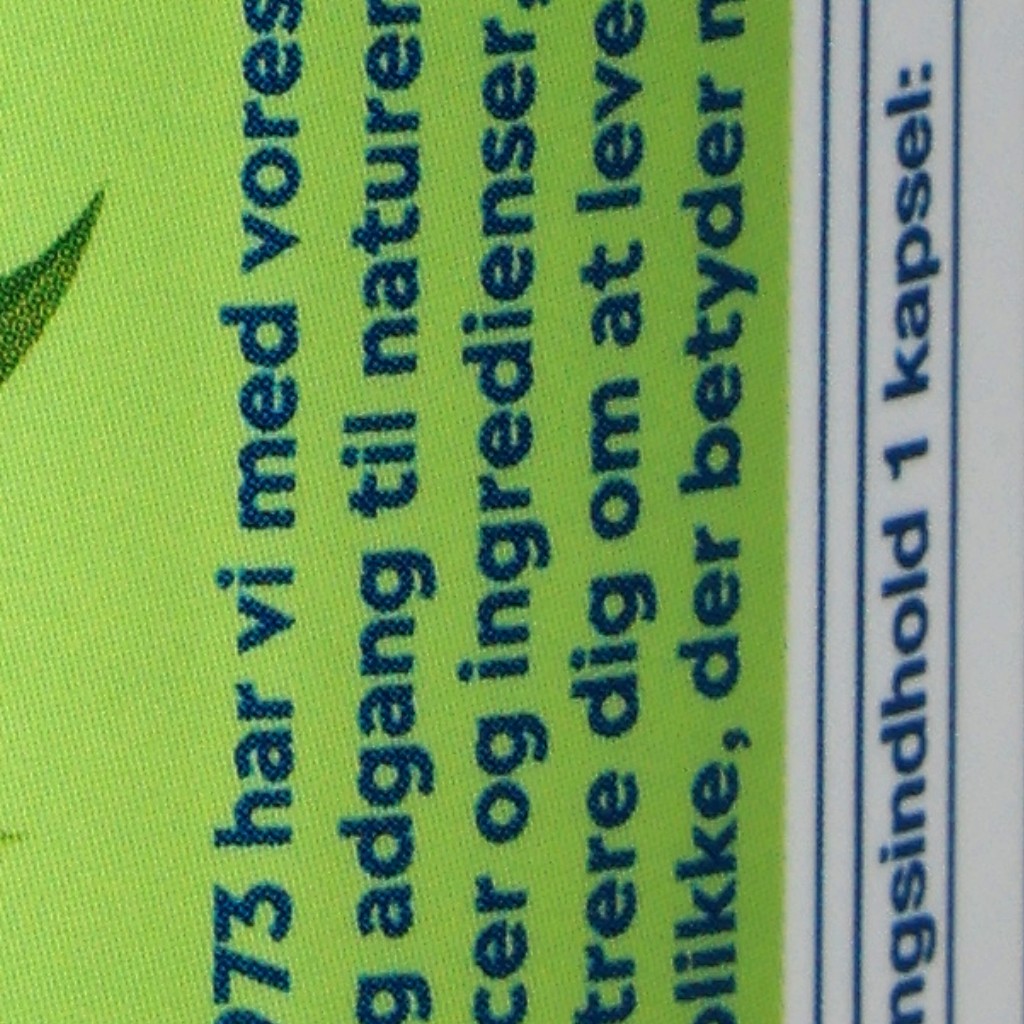 973 har vi med vores
g adgang til naturen
cer og ingredienser,
trere dig om at leve
blikke, der betyder m
ngsindhold 1 kapsel: